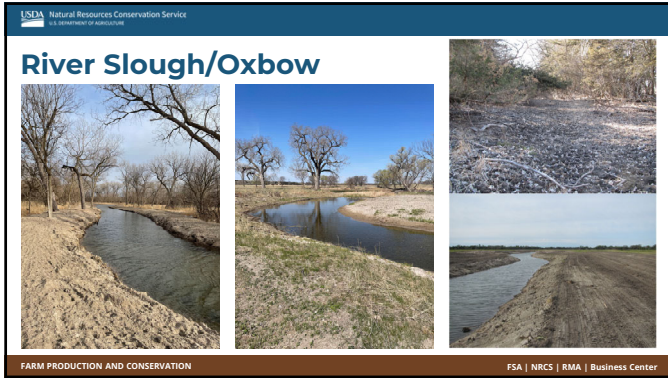 USDA Natural Resources Conservation Service
U.S. DEPARTMENT OF AGRICULTURE
River Slough/Oxbow
FARM PRODUCTION AND CONSERVATION
FSA | NRCS | RMA | Business Center